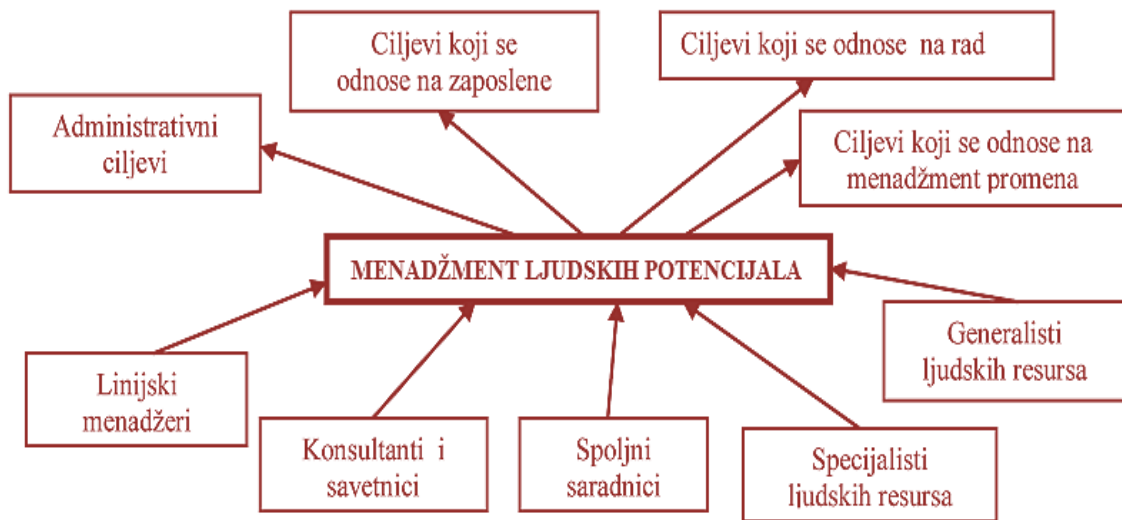 Ciljevi koji se
odnose na zaposlene
Ciljevi koji se odnose na rad
Administrativni
ciljevi
Ciljevi koji se odnose na
menadžment promena
MENADŽMENT LJUDSKIH POTENCIJALA
Linijski
menadžeri
Konsultanti i
savetnici
Spoljni
saradnici
Specijalisti
ljudskih resursa
Generalisti
ljudskih resursa